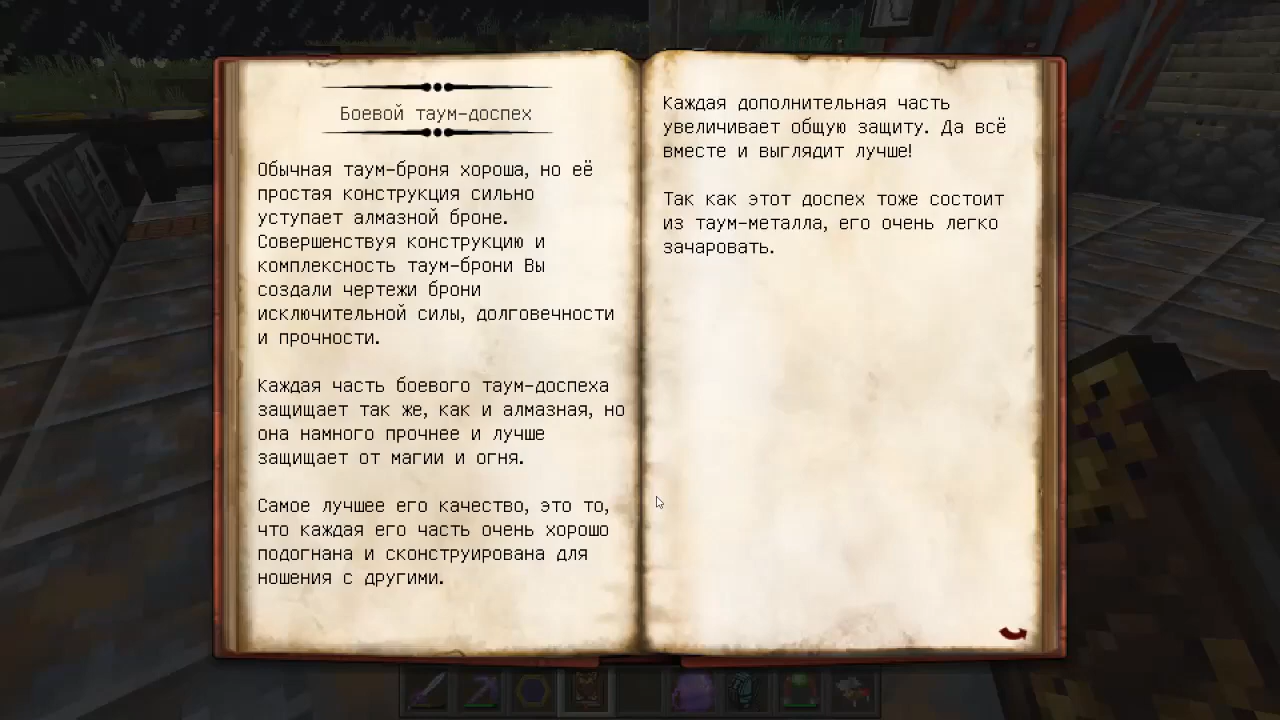 Боевой таум-доспех
Обычная таум-броня хороша, но её
простая конструкция сильно
уступает алмазной броне.
Совершенствуя конструкцию и
комплексность таум-брони Вы
создали чертежи брони
исключительной силы, долговечности
и прочности.
Каждая часть боевого таум-доспеха
защищает так же, как и алмазная, но
она намного прочнее и лучше
защищает от магии и огня.
Самое лучшее его качество, это то,
что каждая его часть очень хорошо
подогнана и сконструирована для
ношения с другими.
Каждая дополнительная часть
увеличивает общую защиту. Да всё
вместе и выглядит лучше!
Так как этот доспех тоже состоит
из таум-металла, его очень легко
зачаровать.